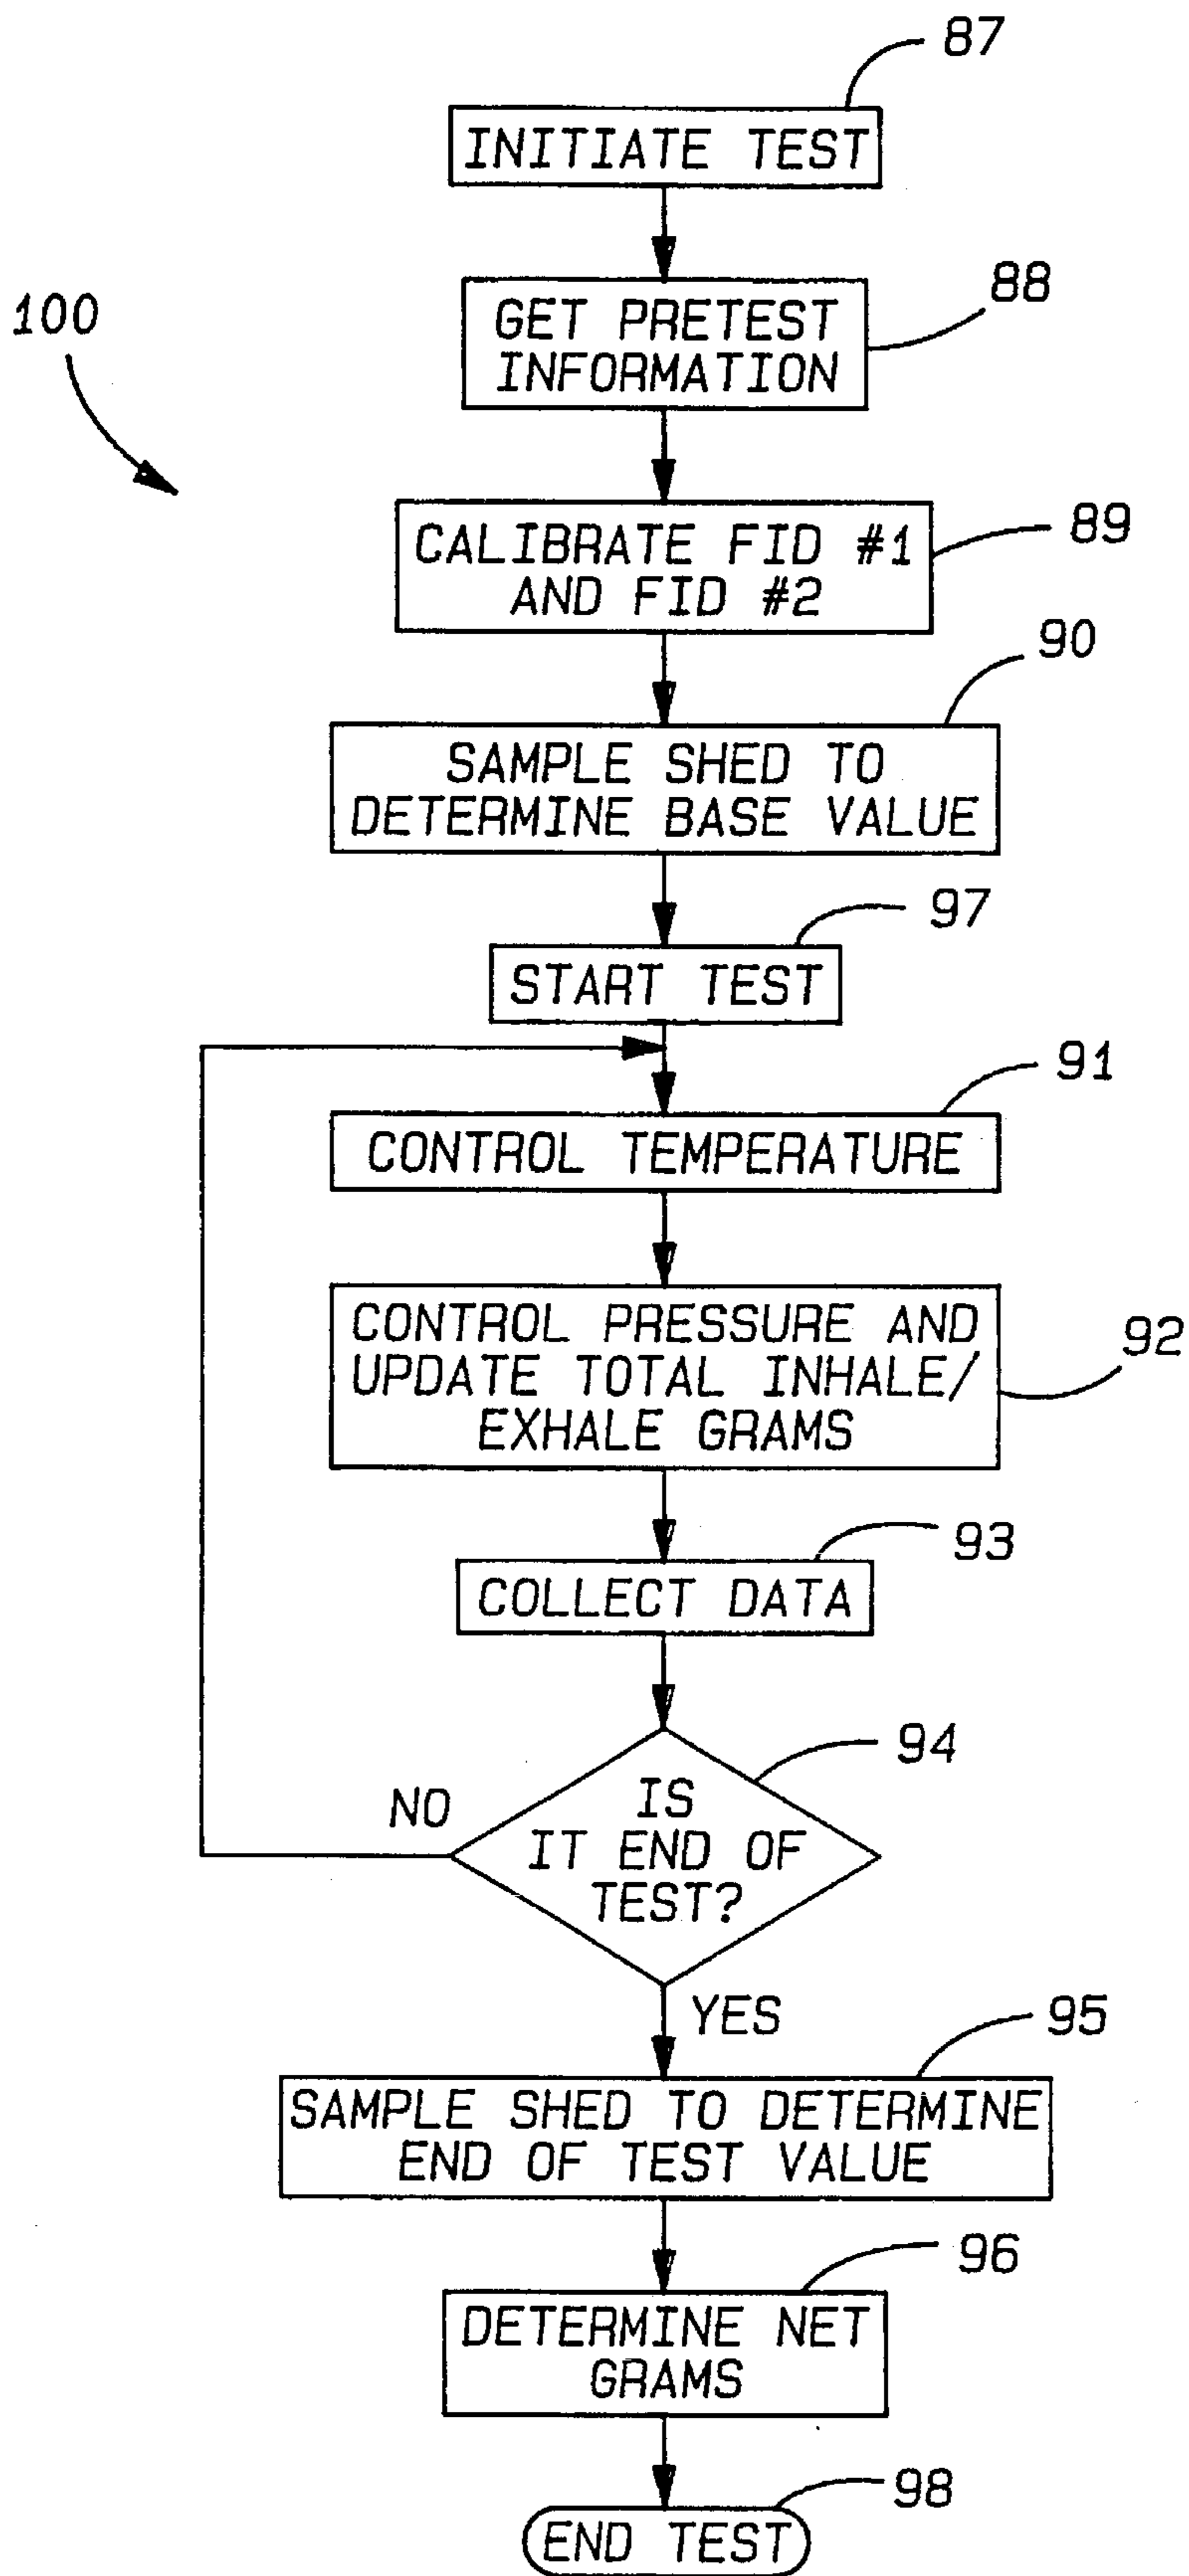 87
INITIATE TEST
88
100
GET PRETEST
INFORMATION
89
CALIBRATE FID #1
AND FID #2
90
SAMPLE SHED TO
DETERMINE BASE VALUE
97
START TEST
91
CONTROL TEMPERATURE
92
CONTROL PRESSURE AND
UPDATE TOTAL INHALE/
EXHALE GRAMS
93
COLLECT DATA
94
NO
IS
IT END OF
TEST?
YES
95
SAMPLE SHED TO DETERMINE
END OF TEST VALUE
96
DETERMINE NET
GRAMS
98
END TEST